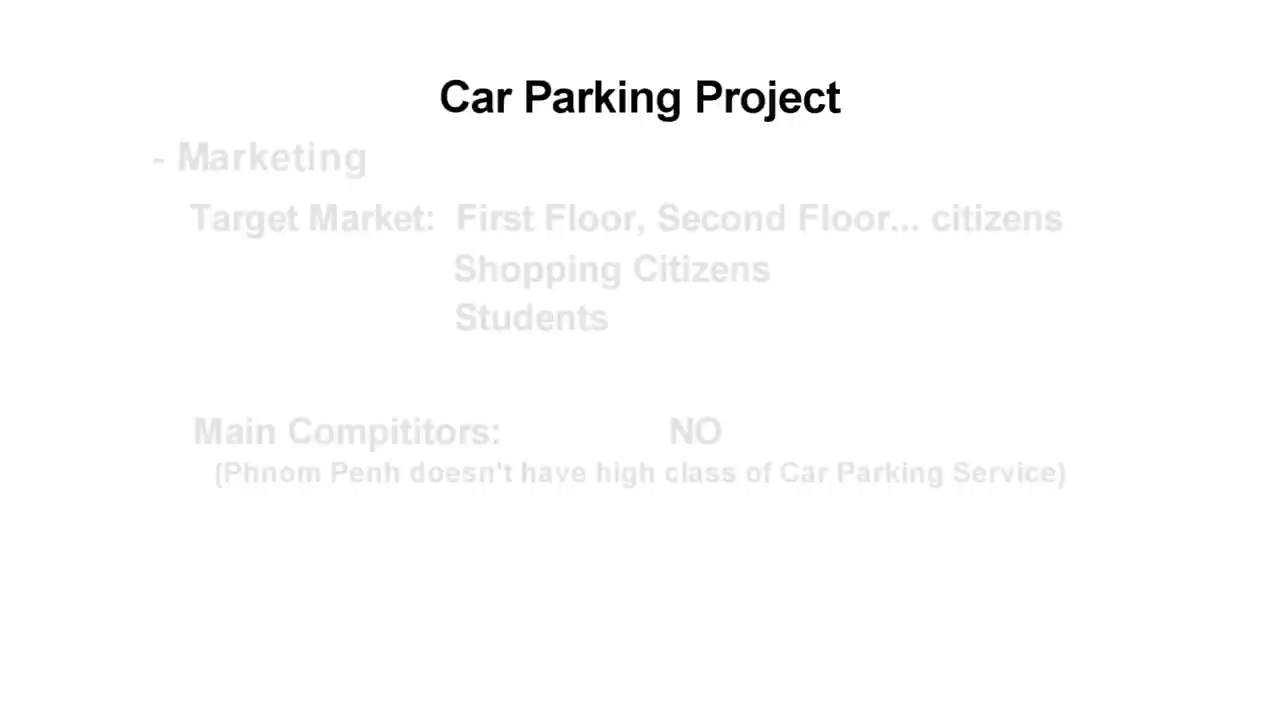 Car Parking Project
- Marketing
Target Market: First Floor, Second Floor... citizens
Shopping Citizens
Students
Main Compititors: NO
(Phnom Penh doesn't have high class of Car Parking Service)